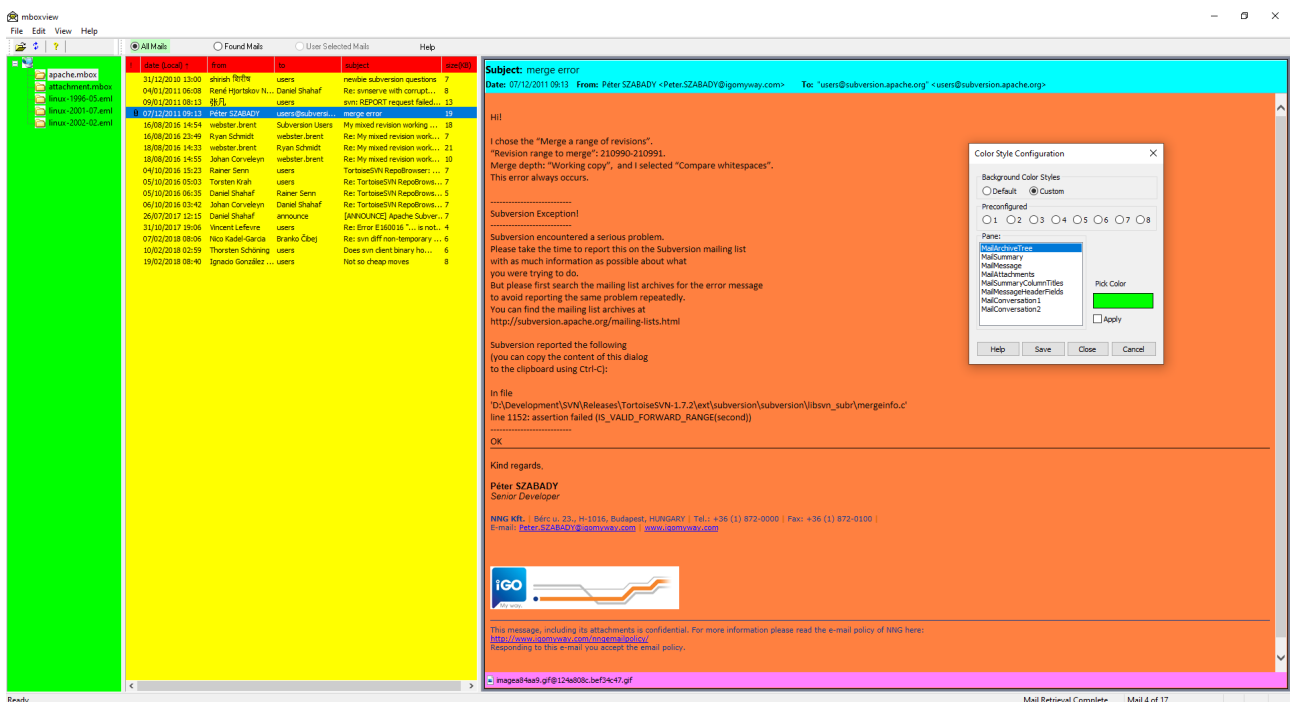 mboxview
File Edit View Help
All Mails Found Mails User Selected Mails Help
apache.mbox
attachment.mbox
linux-1996-05.eml
linux-2001-07.eml
linux-2002-02.eml
! date (Local) from to subject size(KB)
31/12/2010 13:00 shirish शिरीष users newbie subversion questions 7
04/01/2011 06:08 René Hjortskov N... Daniel Shahaf Re: svnserve with corrupt... 8
09/01/2011 08:13 张凡 users svn: REPORT request failed... 13
07/12/2011 09:13 Péter SZABADY users@subversi... merge error 19
16/08/2016 14:54 webster.brent Subversion Users My mixed revision working ... 18
16/08/2016 23:49 Ryan Schmidt webster.brent Re: My mixed revision work... 7
18/08/2016 14:33 webster.brent Ryan Schmidt Re: My mixed revision work... 21
18/08/2016 14:55 Johan Corveleyn webster.brent Re: My mixed revision work... 10
04/10/2016 15:23 Rainer Senn users TortoiseSVN RepoBrowser: ... 7
05/10/2016 05:03 Torsten Krah users Re: TortoiseSVN RepoBrows... 7
05/10/2016 06:35 Daniel Shahaf Rainer Senn Re: TortoiseSVN RepoBrows... 5
06/10/2016 03:42 Johan Corveleyn Daniel Shahaf Re: TortoiseSVN RepoBrows... 7
26/07/2017 12:15 Daniel Shahaf announce [ANNOUNCE] Apache Subver... 7
31/10/2017 19:06 Vincent Lefevre users Re: Error E160016 "... is not... 4
07/02/2018 08:06 Nico Kadel-Garcia Branko Čibej Re: svn diff non-temporary ... 6
10/02/2018 02:59 Thorsten Schöning users Does svn client binary ho... 6
19/02/2018 08:40 Ignacio González ... users Not so cheap moves 8
Subject: merge error
Date: 07/12/2011 09:13 From: Péter SZABADY <Peter.SZABADY@igomyway.com> To: "users@subversion.apache.org" <users@subversion.apache.org>
Hi!
I chose the “Merge a range of revisions”.
“Revision range to merge”: 210990-210991.
Merge depth: “Working copy”, and I selected “Compare whitespaces”.
This error always occurs.
---------------------------
Subversion Exception!
---------------------------
Subversion encountered a serious problem.
Please take the time to report this on the Subversion mailing list
with as much information as possible about what
you were trying to do.
But please first search the mailing list archives for the error message
to avoid reporting the same problem repeatedly.
You can find the mailing list archives at
http://subversion.apache.org/mailing-lists.html
Subversion reported the following
(you can copy the content of this dialog
to the clipboard using Ctrl-C):
In file
'D:\Development\SVN\Releases\TortoiseSVN-1.7.2\ext\subversion\subversion\libsvn_subr\mergeinfo.c'
line 1152: assertion failed (IS_VALID_FORWARD_RANGE(second))
---------------------------
OK
Kind regards,
Péter SZABADY
Senior Developer
NNG Kft. | Bérc u. 23., H-1016, Budapest, HUNGARY | Tel.: +36 (1) 872-0000 | Fax: +36 (1) 872-0100 |
E-mail: Peter.SZABADY@igomyway.com | www.igomyway.com
iGO
My way.
This message, including its attachments is confidential. For more information please read the e-mail policy of NNG here:
http://www.igomyway.com/nngemailpolicy/
Responding to this e-mail you accept the email policy.
imagea84aa9.gif@124a808c.bef34c47.gif
Color Style Configuration
Background Color Styles
Default Custom
Preconfigured
1 2 3 4 5 6 7 8
Pane:
MailArchiveTree
MailSummary
MailMessage
MailAttachments
MailSummaryColumnTitles
MailMessageHeaderFields
MailConversation1
MailConversation2
Pick Color
Apply
Help Save Close Cancel
Ready Mail Retrieval Complete Mail 4 of 17